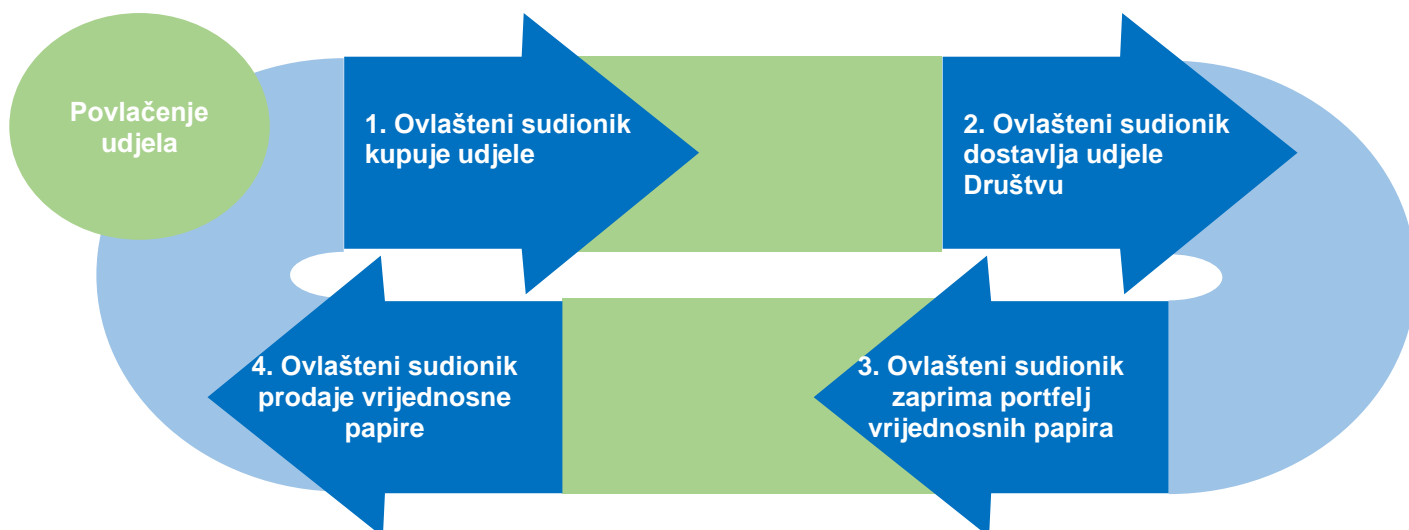 Povlačenje
udjela
1. Ovlašteni sudionik
kupuje udjele
2. Ovlašteni sudionik
dostavlja udjele
Društvu
3. Ovlašteni sudionik
zaprima portfelj
vrijednosnih papira
4. Ovlašteni sudionik
prodaje vrijednosne
papire